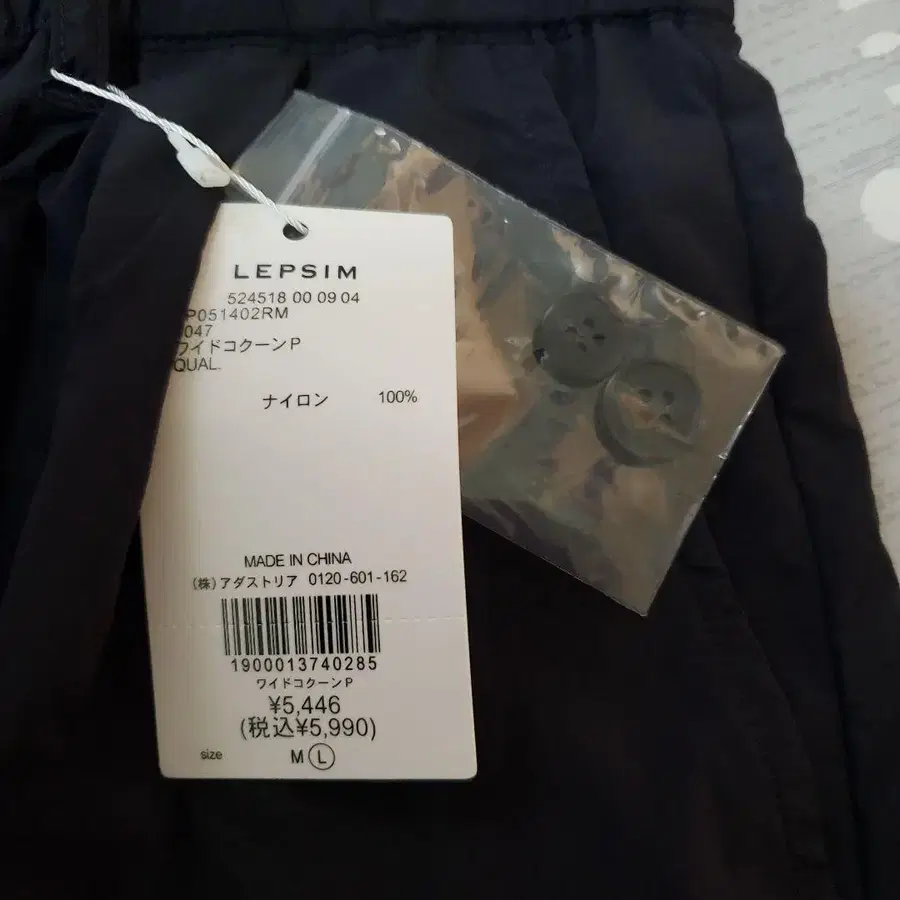 LEPSIM
524518 00 09 04
P051402RM
047
ワイドコクーンP
QUAL.
ナイロン 100%
MADE IN CHINA
(株)アダストリア 0120-601-162
1900013740285
ワイドコクーンP
¥5,446
(税込¥5,990)
size M L